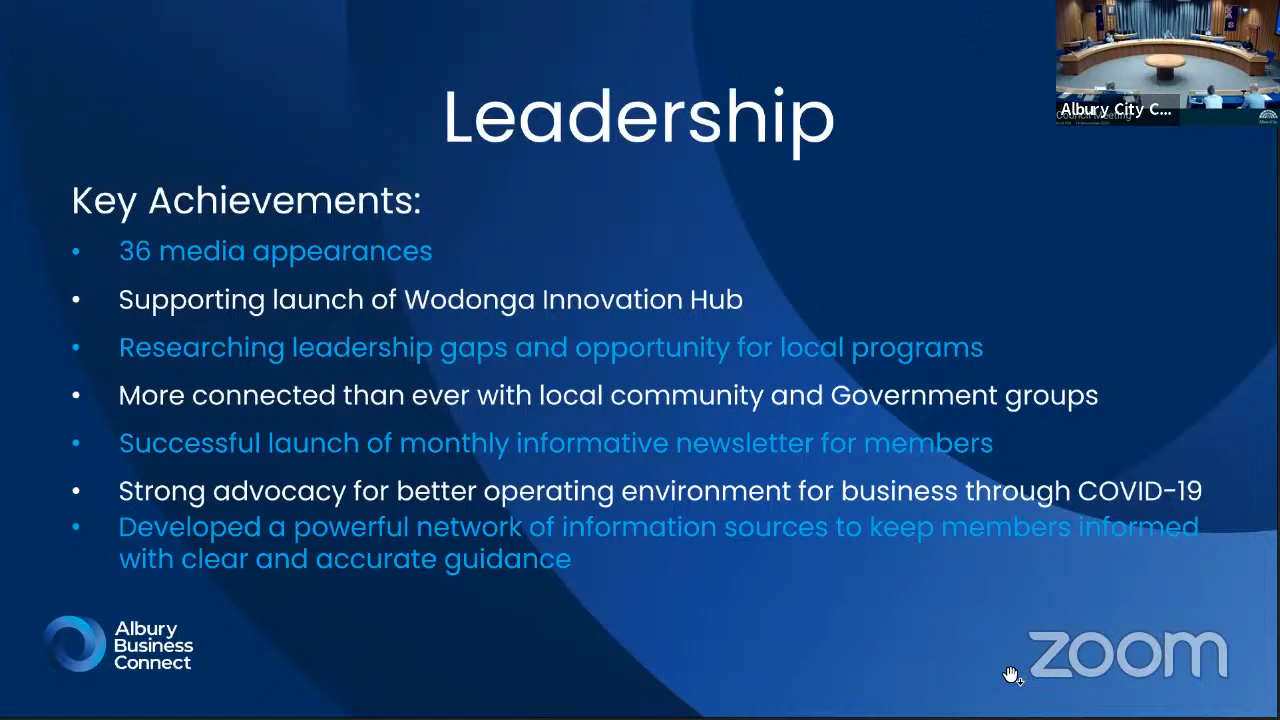 Leadership
Albury City C...
Key Achievements:
• 36 media appearances
• Supporting launch of Wodonga Innovation Hub
• Researching leadership gaps and opportunity for local programs
• More connected than ever with local community and Government groups
• Successful launch of monthly informative newsletter for members
• Strong advocacy for better operating environment for business through COVID-19
• Developed a powerful network of information sources to keep members informed
with clear and accurate guidance
Albury
Business
Connect
zoom